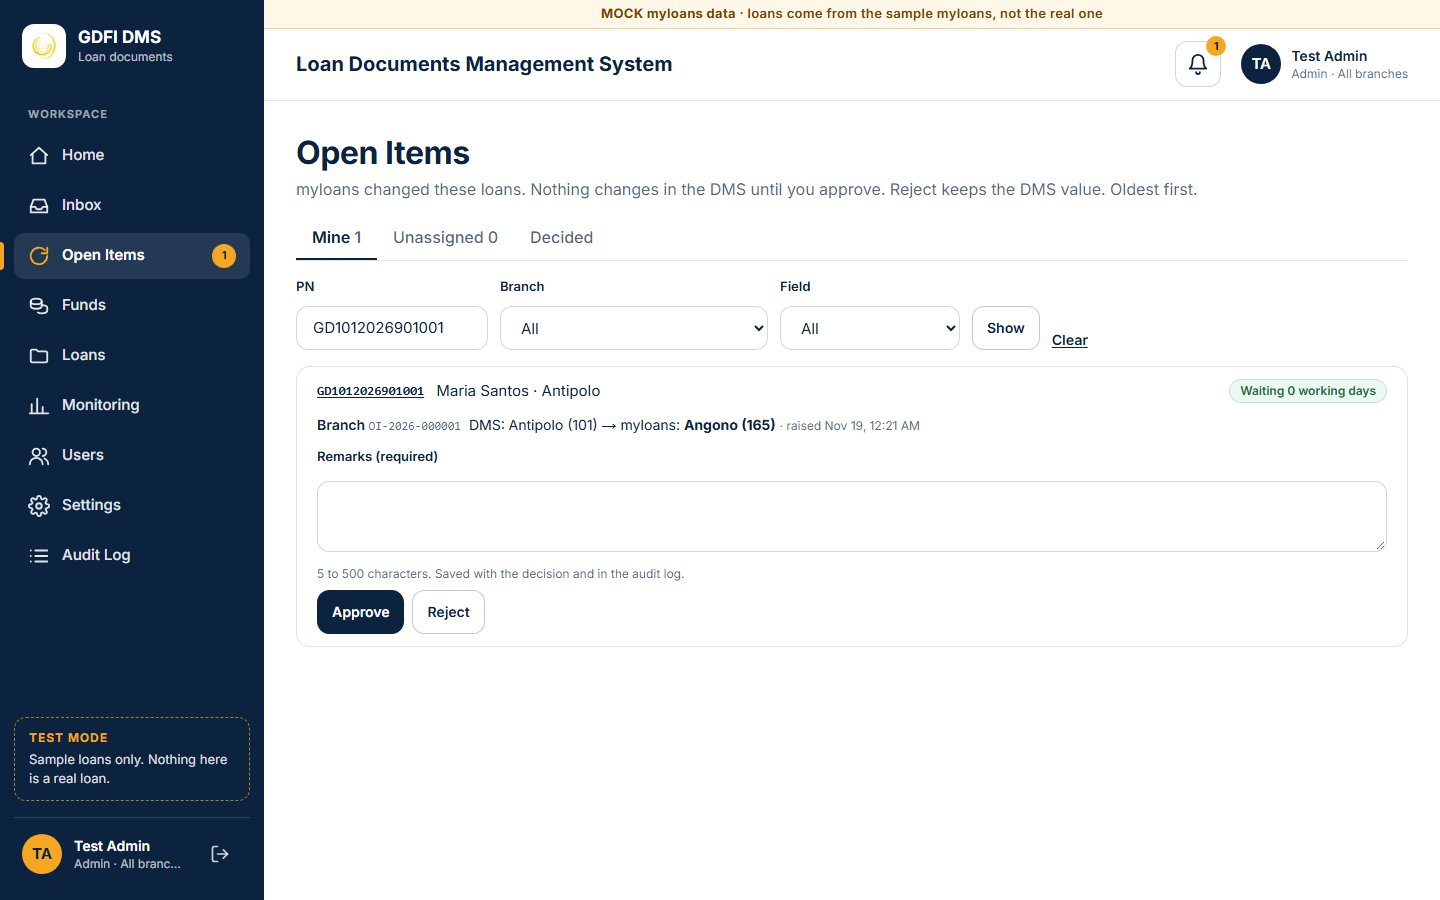 MOCK myloans data · loans come from the sample myloans, not the real one
GDFI DMS
Loan documents
WORKSPACE
Home
Inbox
Open Items 1
Funds
Loans
Monitoring
Users
Settings
Audit Log
TEST MODE
Sample loans only. Nothing here
is a real loan.
TA
Test Admin
Admin · All branc...
Loan Documents Management System
1
TA
Test Admin
Admin · All branches
Open Items
myloans changed these loans. Nothing changes in the DMS until you approve. Reject keeps the DMS value. Oldest first.
Mine 1 Unassigned 0 Decided
PN Branch Field
GD1012026901001 All All Show Clear
GD1012026901001 Maria Santos · Antipolo Waiting 0 working days
Branch OI-2026-000001 DMS: Antipolo (101) → myloans: Angono (165) · raised Nov 19, 12:21 AM
Remarks (required)
5 to 500 characters. Saved with the decision and in the audit log.
Approve Reject